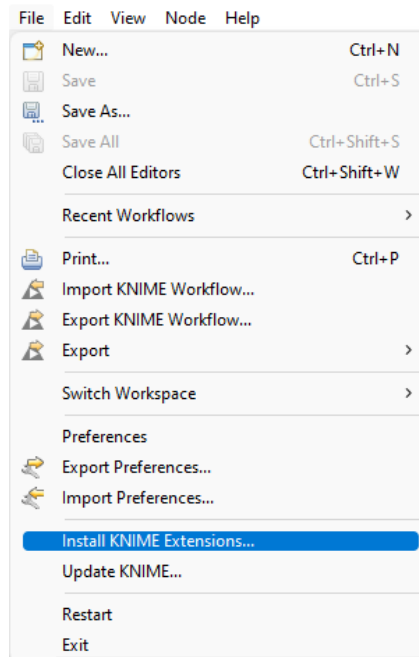 File Edit View Node Help
New... Ctrl+N
Save Ctrl+S
Save As...
Save All Ctrl+Shift+S
Close All Editors Ctrl+Shift+W
Recent Workflows
Print... Ctrl+P
Import KNIME Workflow...
Export KNIME Workflow...
Export
Switch Workspace
Preferences
Export Preferences...
Import Preferences...
Install KNIME Extensions...
Update KNIME...
Restart
Exit